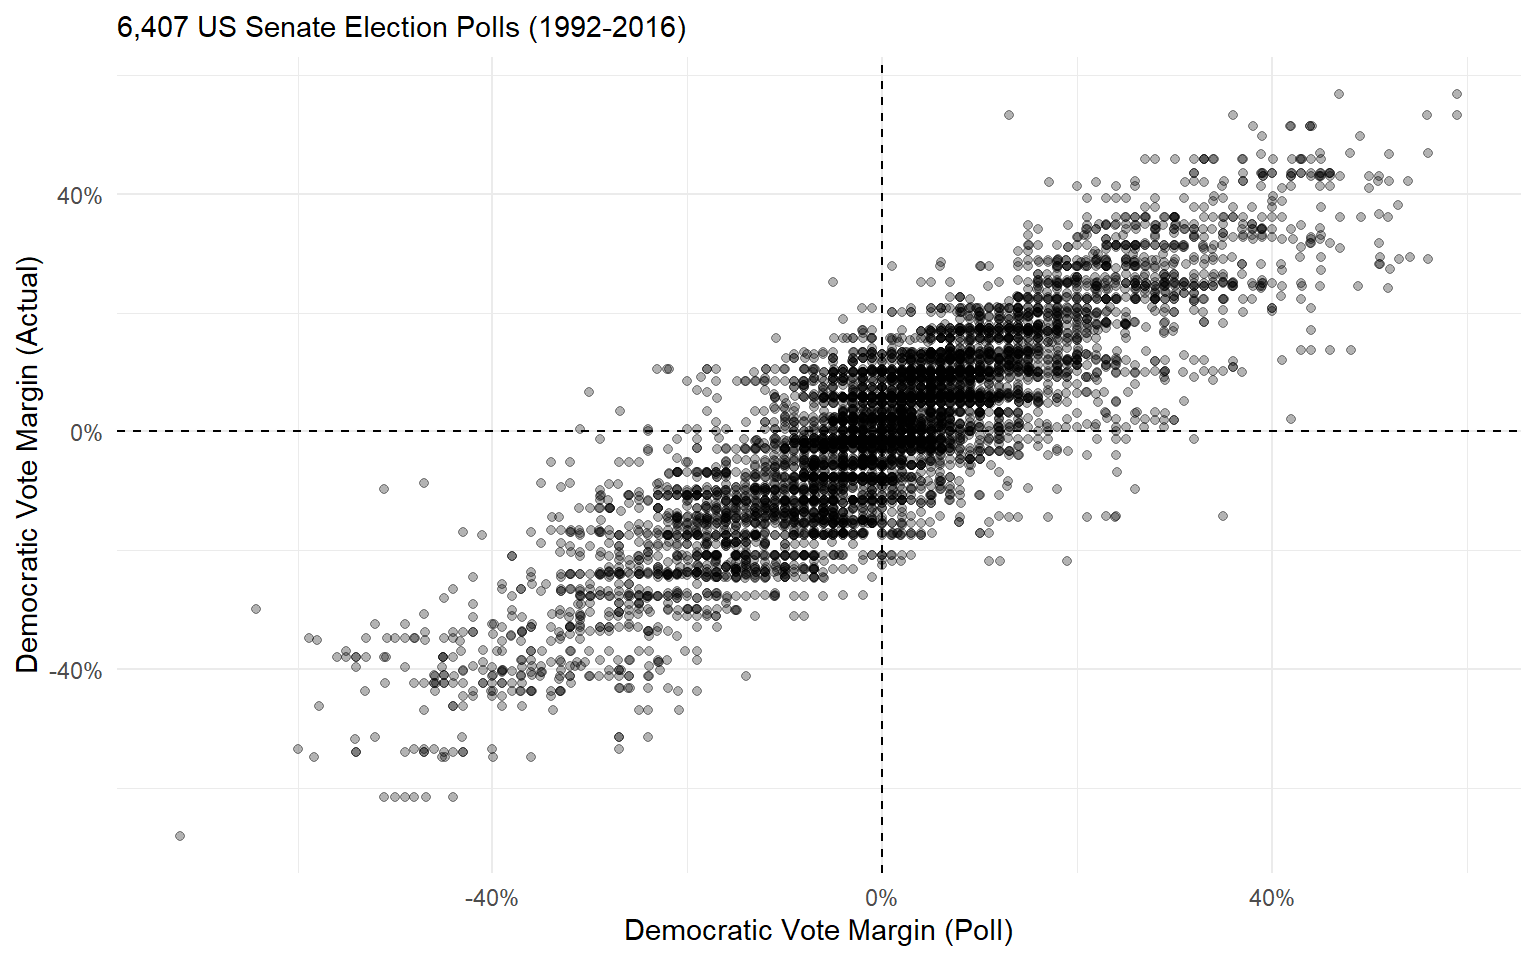 6,407 US Senate Election Polls (1992-2016)
Democratic Vote Margin (Actual)
40%
0%
-40%
-40%
0%
40%
Democratic Vote Margin (Poll)